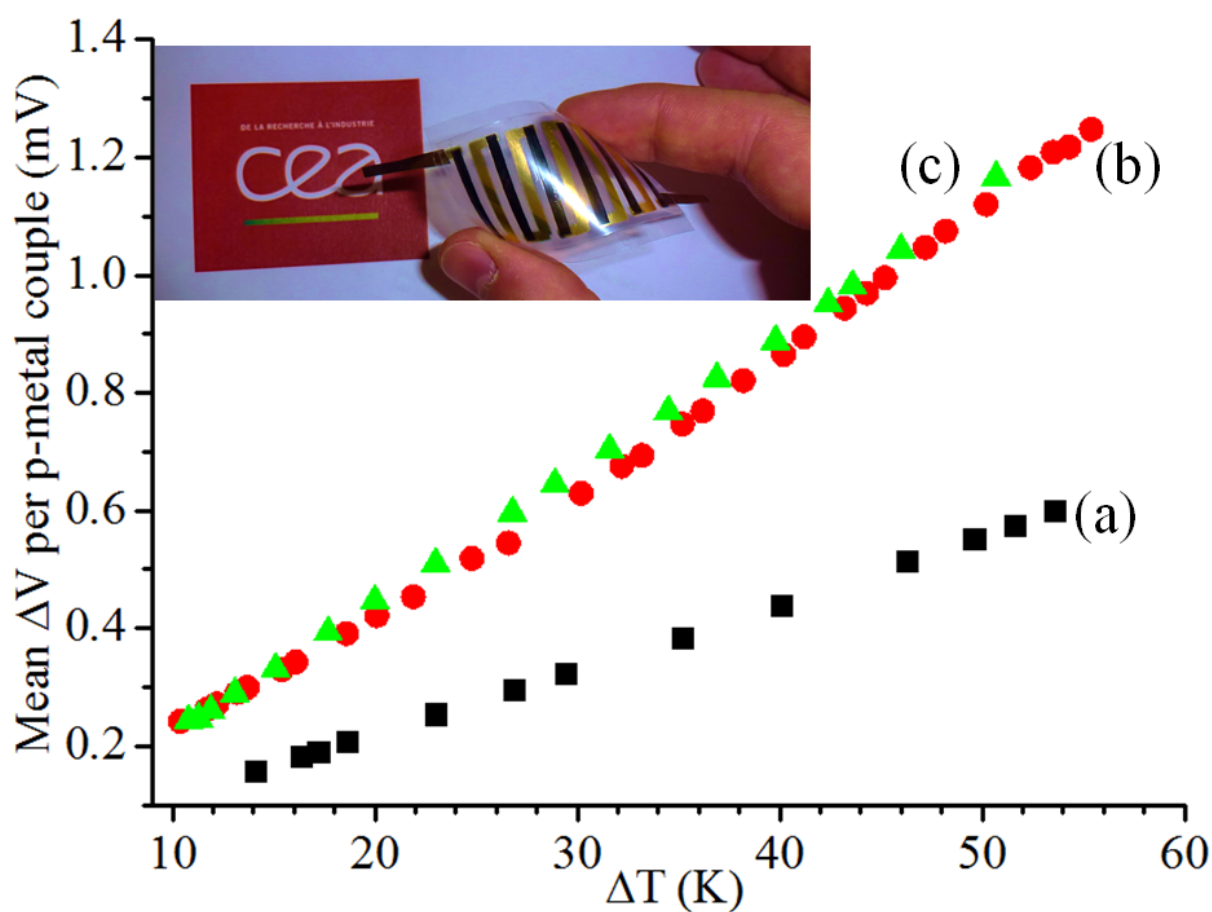 Mean ΔV per p-metal couple (mV)
1.4
1.2
1.0
0.8
0.6
0.4
0.2
DE LA RECHERCHE À L'INDUSTRIE
cea
(c)
(b)
(a)
10 20 30 40 50 60
ΔT (K)